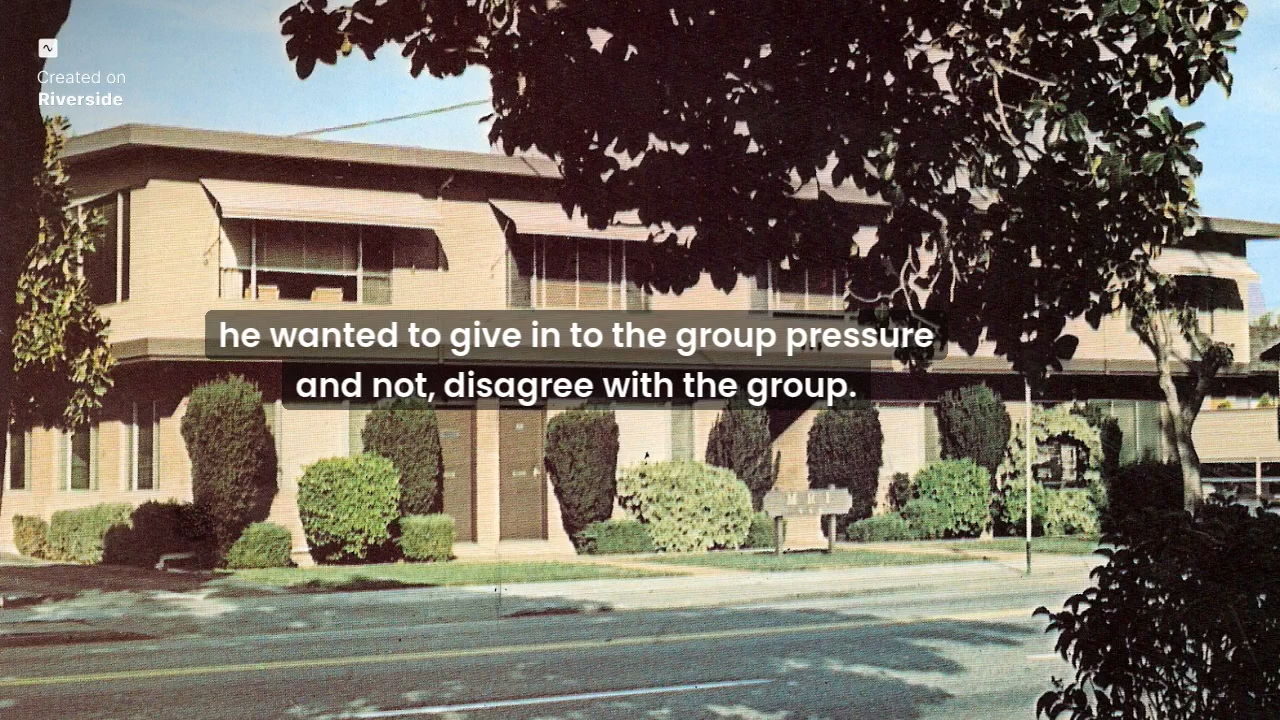 Created on
Riverside
he wanted to give in to the group pressure
and not, disagree with the group.